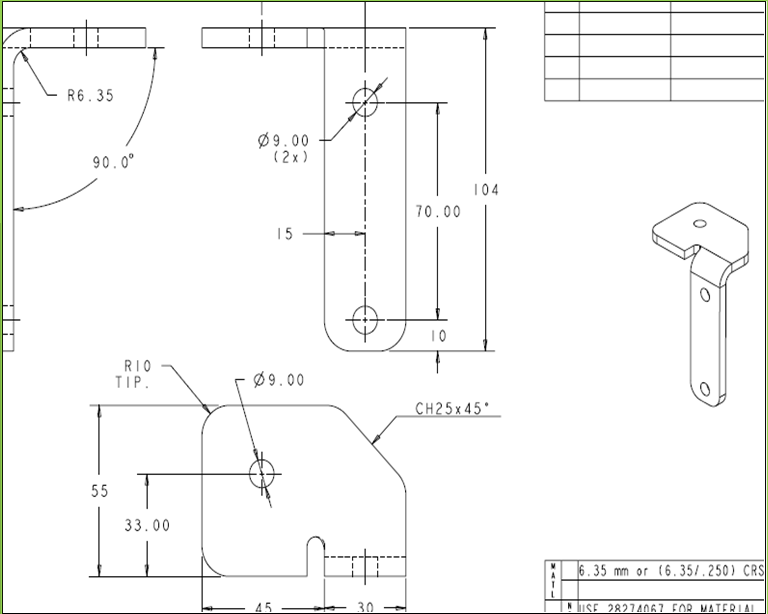 R6.35
90.0°
Ø9.00
(2x)
15
70.00
104
10
R10
TIP.
Ø9.00
CH25x45°
55
33.00
45
30
MATL
6.35 mm or (6.35/.250) CRS
N
USE 28274067 FOR MATERIAL